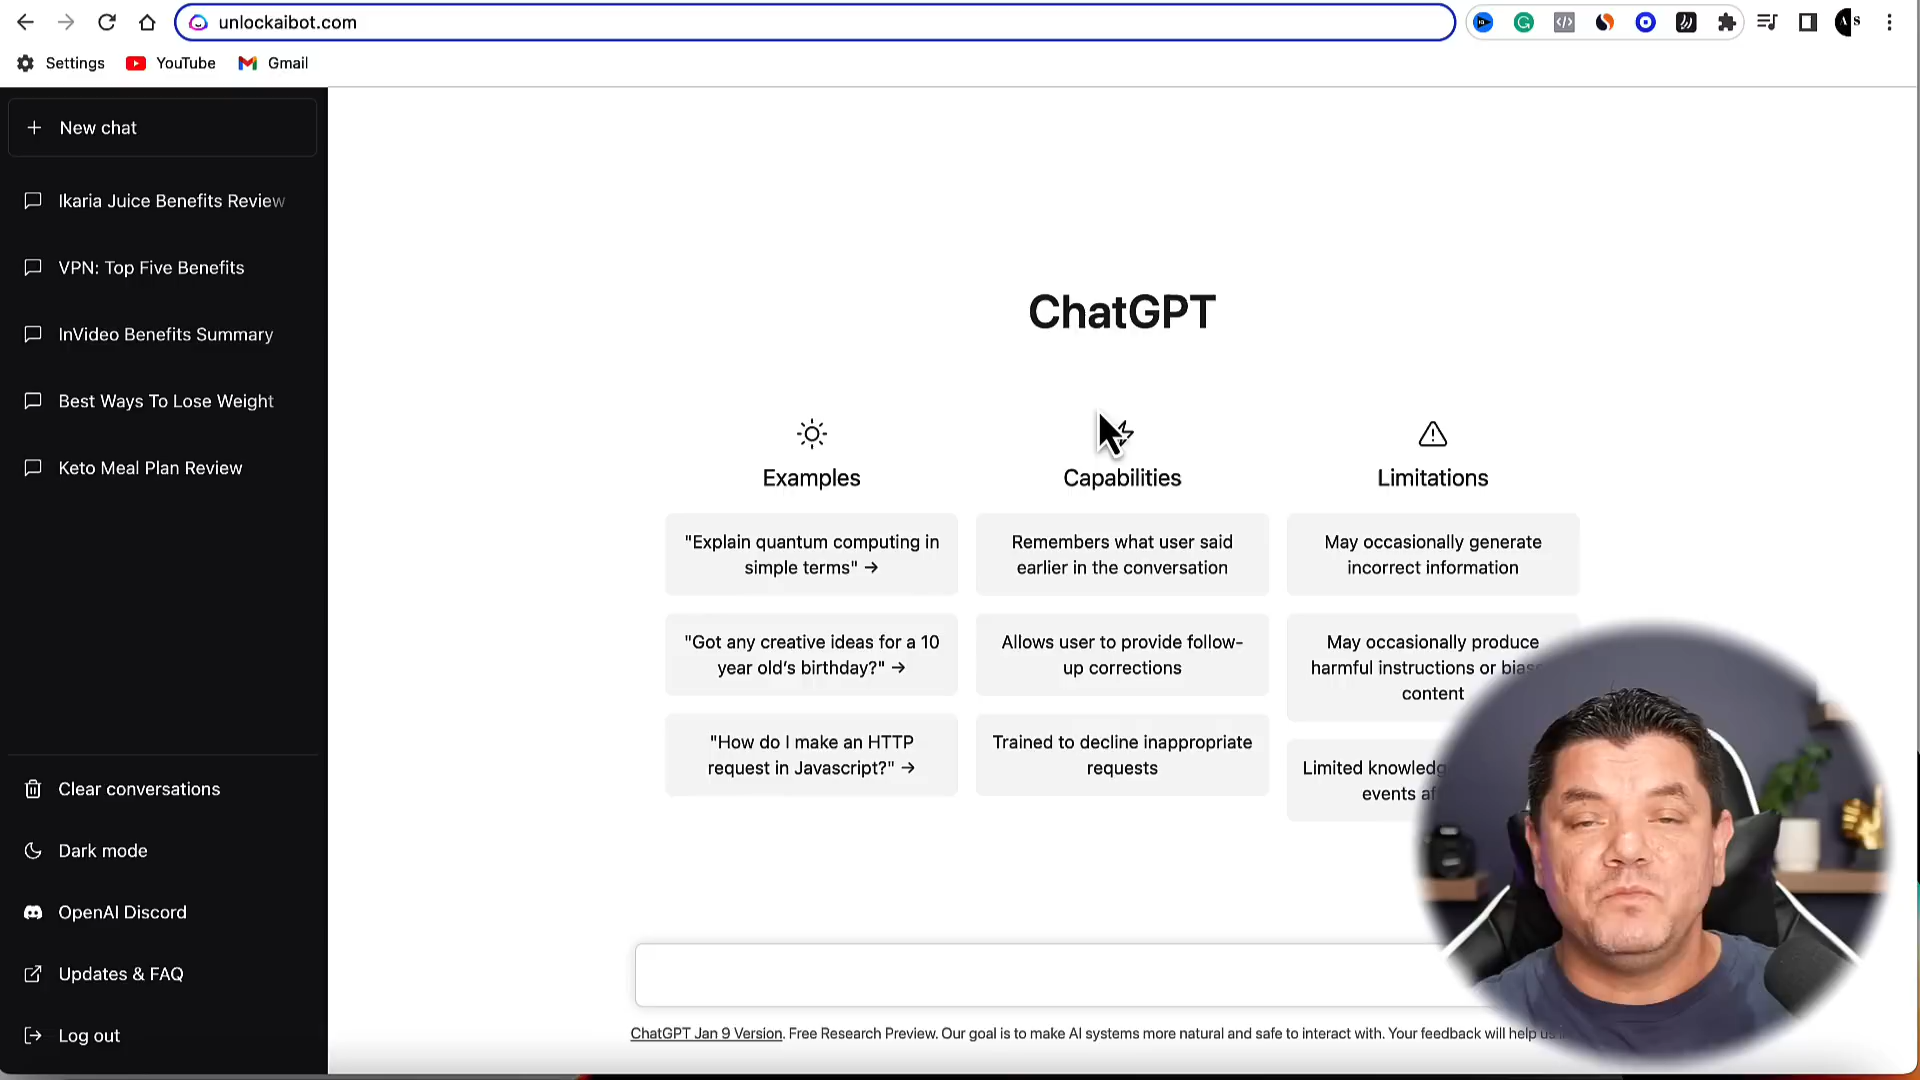 unlockaibot.com
Settings
YouTube
Gmail
New chat
Ikaria Juice Benefits Review
VPN: Top Five Benefits
InVideo Benefits Summary
Best Ways To Lose Weight
Keto Meal Plan Review
Clear conversations
Dark mode
OpenAI Discord
Updates & FAQ
Log out
ChatGPT
Examples
"Explain quantum computing in
simple terms" →
"Got any creative ideas for a 10
year old's birthday?" →
"How do I make an HTTP
request in Javascript?" →
Capabilities
Remembers what user said
earlier in the conversation
Allows user to provide follow-
up corrections
Trained to decline inappropriate
requests
Limitations
May occasionally generate
incorrect information
May occasionally produce
harmful instructions or
content
Limited
events
ChatGPT Jan 9 Version. Free Research Preview. Our goal is to make AI systems more natural and safe to interact with. Your feedback will help